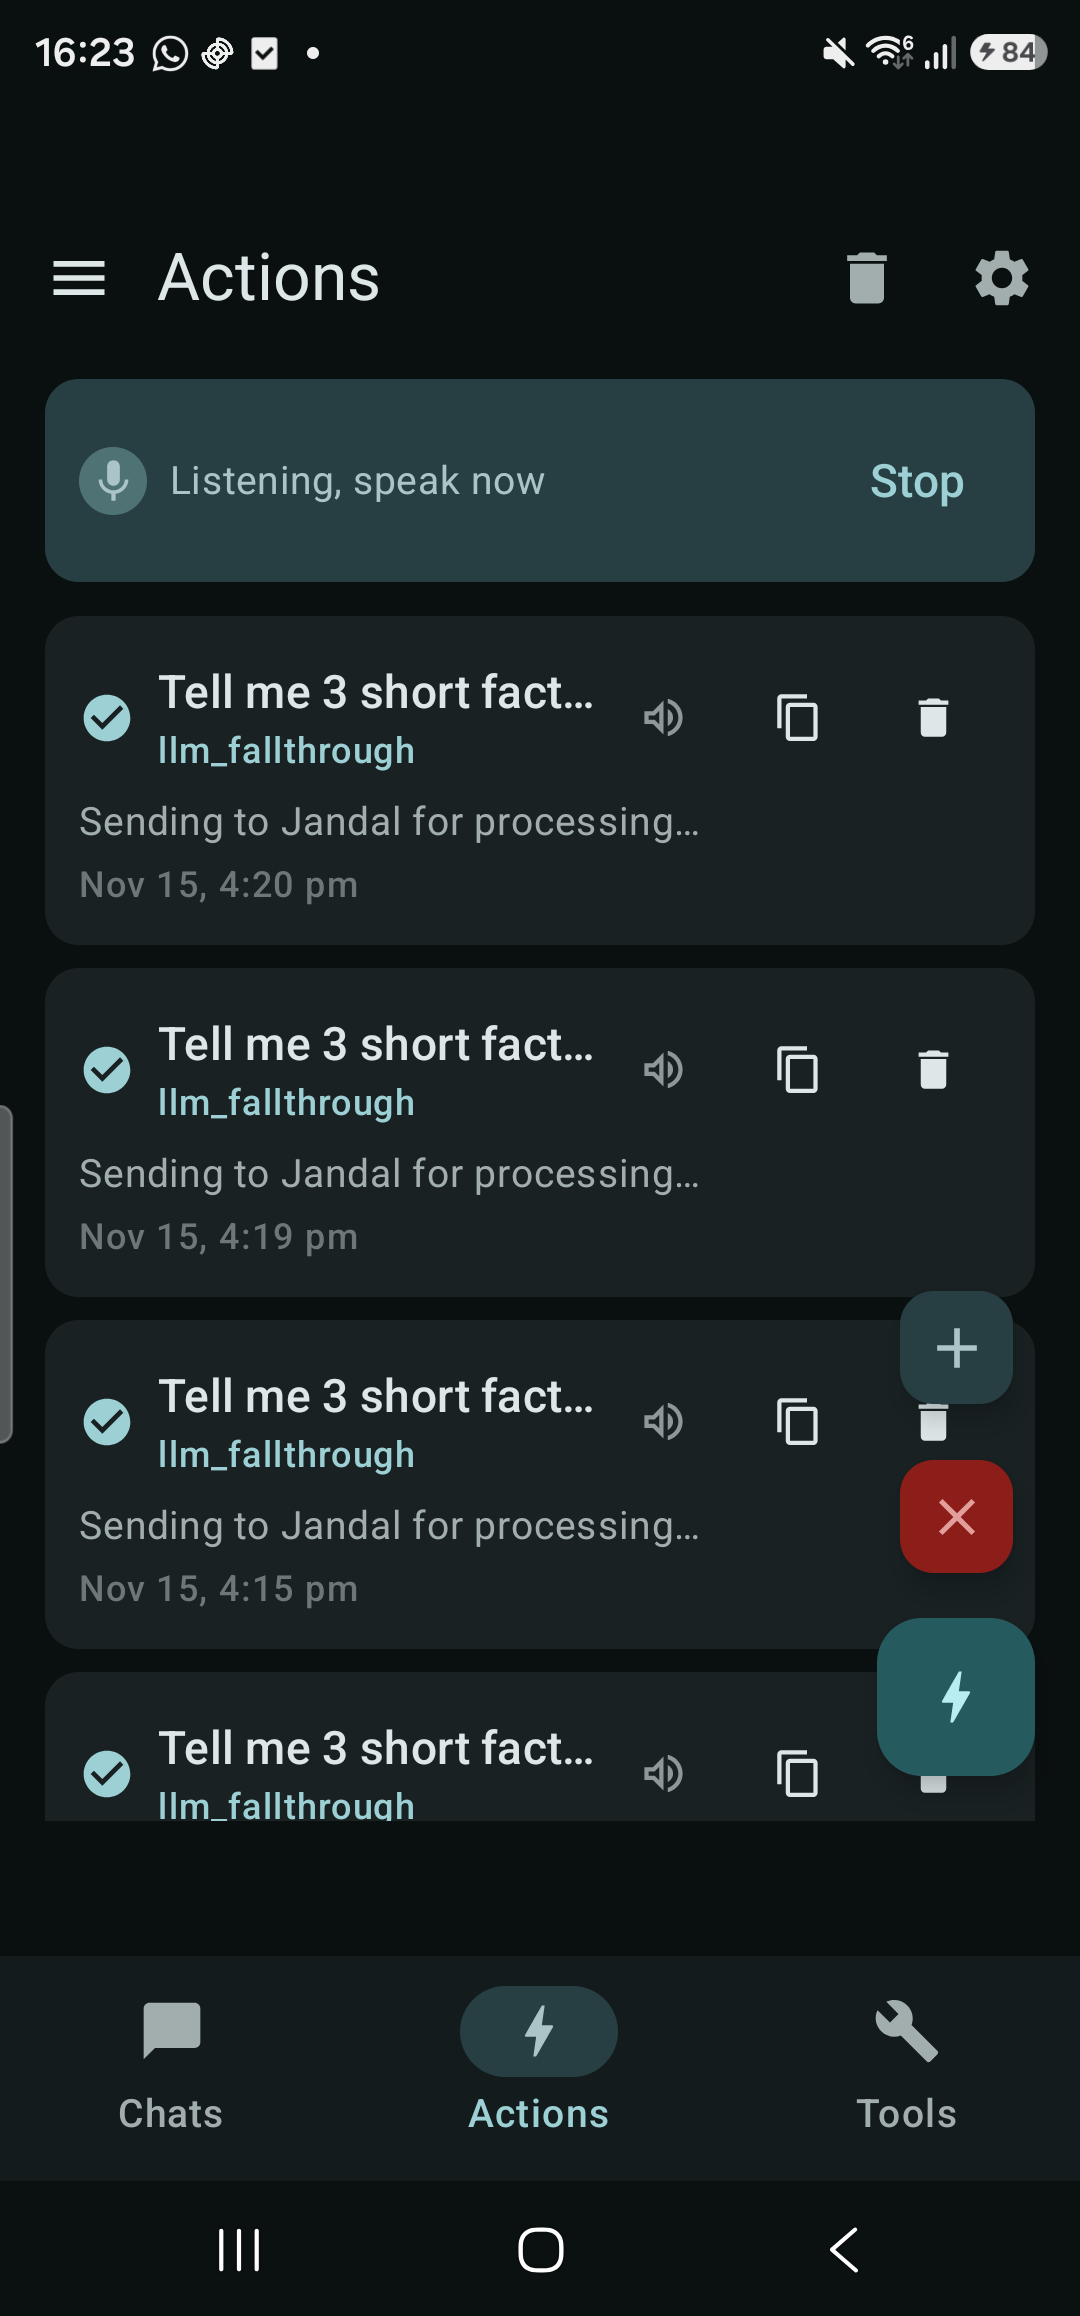 16:23
6
84
Actions
Listening, speak now
Stop
Tell me 3 short fact...
llm_fallthrough
Sending to Jandal for processing...
Nov 15, 4:20 pm
Tell me 3 short fact...
llm_fallthrough
Sending to Jandal for processing...
Nov 15, 4:19 pm
Tell me 3 short fact...
llm_fallthrough
Sending to Jandal for processing...
Nov 15, 4:15 pm
Tell me 3 short fact...
llm_fallthrough
Chats
Actions
Tools